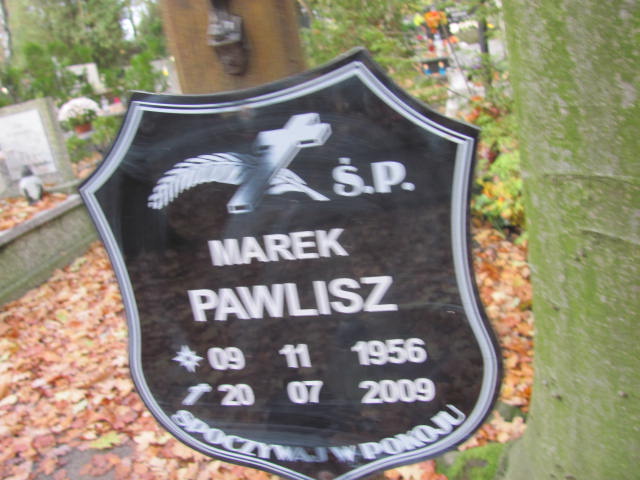 Ś.P.
MAREK
PAWLISZ
09 11 1956
20 07 2009
SPOCZYWAJ W POKOJU